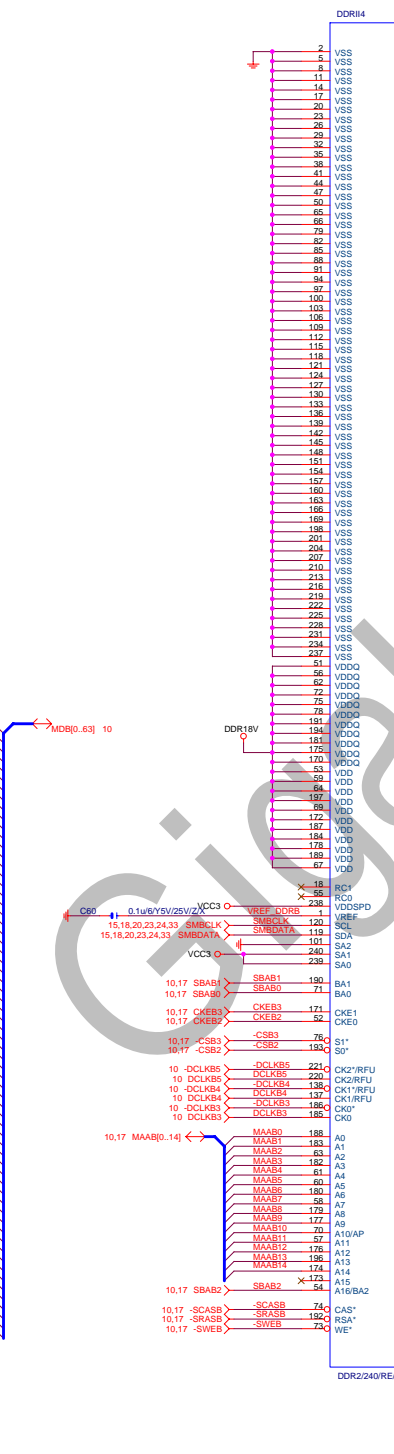 DDRII4
2 VSS
5 VSS
8 VSS
11 VSS
14 VSS
17 VSS
20 VSS
23 VSS
26 VSS
29 VSS
32 VSS
35 VSS
38 VSS
41 VSS
44 VSS
47 VSS
50 VSS
65 VSS
66 VSS
79 VSS
82 VSS
85 VSS
88 VSS
91 VSS
94 VSS
97 VSS
100 VSS
103 VSS
106 VSS
109 VSS
112 VSS
115 VSS
118 VSS
121 VSS
124 VSS
127 VSS
130 VSS
133 VSS
136 VSS
139 VSS
142 VSS
145 VSS
148 VSS
151 VSS
154 VSS
157 VSS
160 VSS
163 VSS
166 VSS
169 VSS
198 VSS
201 VSS
204 VSS
207 VSS
210 VSS
213 VSS
216 VSS
219 VSS
222 VSS
225 VSS
228 VSS
231 VSS
234 VSS
237 VSS
51 VDDQ
56 VDDQ
62 VDDQ
72 VDDQ
75 VDDQ
78 VDDQ
MDB[0..63] 10
191 VDDQ
DDR18V
194 VDDQ
181 VDDQ
175 VDDQ
170 VDDQ
53 VDD
59 VDD
64 VDD
197 VDD
69 VDD
172 VDD
187 VDD
184 VDD
178 VDD
189 VDD
67 VDD
18 RC1
55 RC0
VCC3 238 VDDSPD
C60 0.1u/6/Y5V/25V/Z/X VREF_DDRB 1 VREF
15,18,20,23,24,33 SMBCLK SMBCLK 120 SCL
15,18,20,23,24,33 SMBDATA SMBDATA 119 SDA
101 SA2
VCC3 240 SA1
239 SA0
10,17 SBAB1 SBAB1 190 BA1
10,17 SBAB0 SBAB0 71 BA0
10,17 CKEB3 CKEB3 171 CKE1
10,17 CKEB2 CKEB2 52 CKE0
10,17 -CSB3 -CSB3 76 S1*
10,17 -CSB2 -CSB2 193 S0*
10 -DCLKB5 -DCLKB5 221 CK2*/RFU
10 DCLKB5 DCLKB5 220 CK2/RFU
10 -DCLKB4 -DCLKB4 138 CK1*/RFU
10 DCLKB4 DCLKB4 137 CK1/RFU
10 -DCLKB3 -DCLKB3 186 CK0*
10 DCLKB3 DCLKB3 185 CK0
10,17 MAAB[0..14] MAAB0 188 A0
MAAB1 183 A1
MAAB2 63 A2
MAAB3 182 A3
MAAB4 61 A4
MAAB5 60 A5
MAAB6 180 A6
MAAB7 58 A7
MAAB8 179 A8
MAAB9 177 A9
MAAB10 70 A10/AP
MAAB11 57 A11
MAAB12 176 A12
MAAB13 196 A13
MAAB14 174 A14
173 A15
10,17 SBAB2 SBAB2 54 A16/BA2
10,17 -SCASB -SCASB 74 CAS*
10,17 -SRASB -SRASB 192 RSA*
10,17 -SWEB -SWEB 73 WE*
DDR2/240/RE/